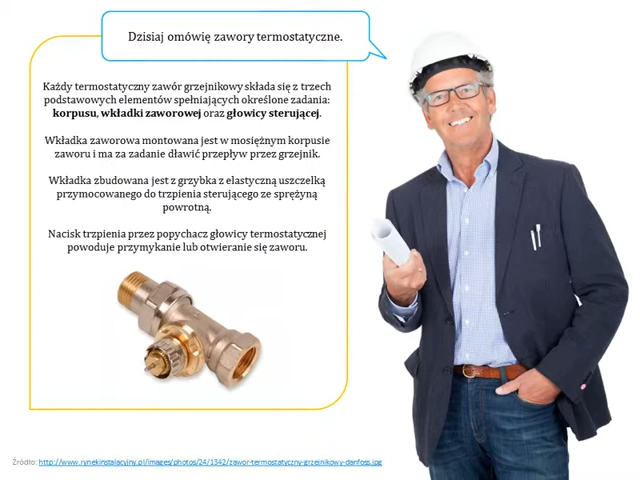 Dzisiaj omówię zawory termostatyczne.
Każdy termostatyczny zawór grzejnikowy składa się z trzech
podstawowych elementów spełniających określone zadania:
korpusu, wkładki zaworowej oraz głowicy sterującej.
Wkładka zaworowa montowana jest w mosiężnym korpusie
zaworu i ma za zadanie dławić przepływ przez grzejnik.
Wkładka zbudowana jest z grzybka z elastyczną uszczelką
przymocowanego do trzpienia sterującego ze sprężyną
powrotną.
Nacisk trzpienia przez popychacz głowicy termostatycznej
powoduje przymykanie lub otwieranie się zaworu.
Źródło: http://www.rynekinstalacyjny.pl/images/photos/24/1342/zawor-termostatyczny-grzejnikowy-danfoss.jpg